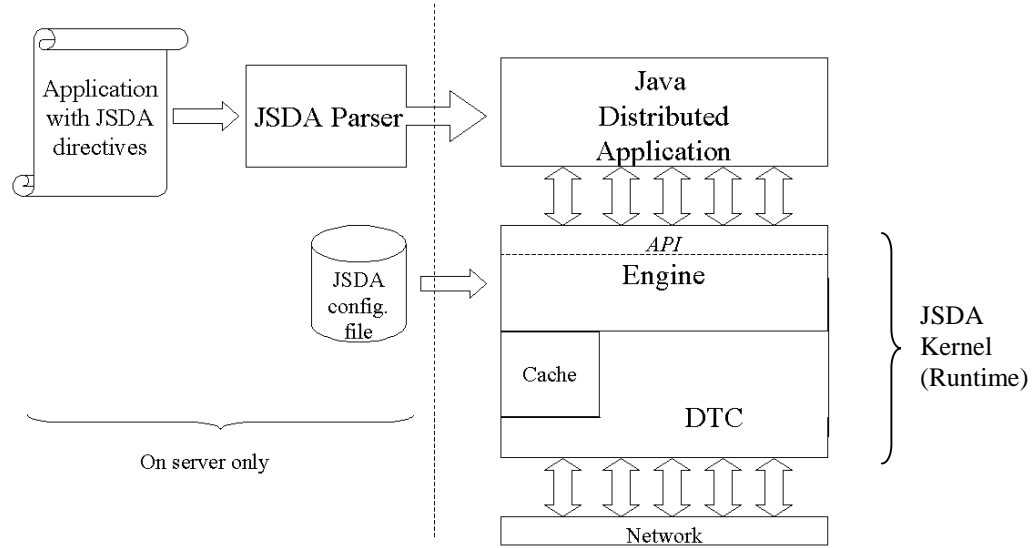 Application
with JSDA
directives
JSDA Parser
Java
Distributed
Application
API
Engine
JSDA
config.
file
Cache
DTC
JSDA
Kernel
(Runtime)
On server only
Network